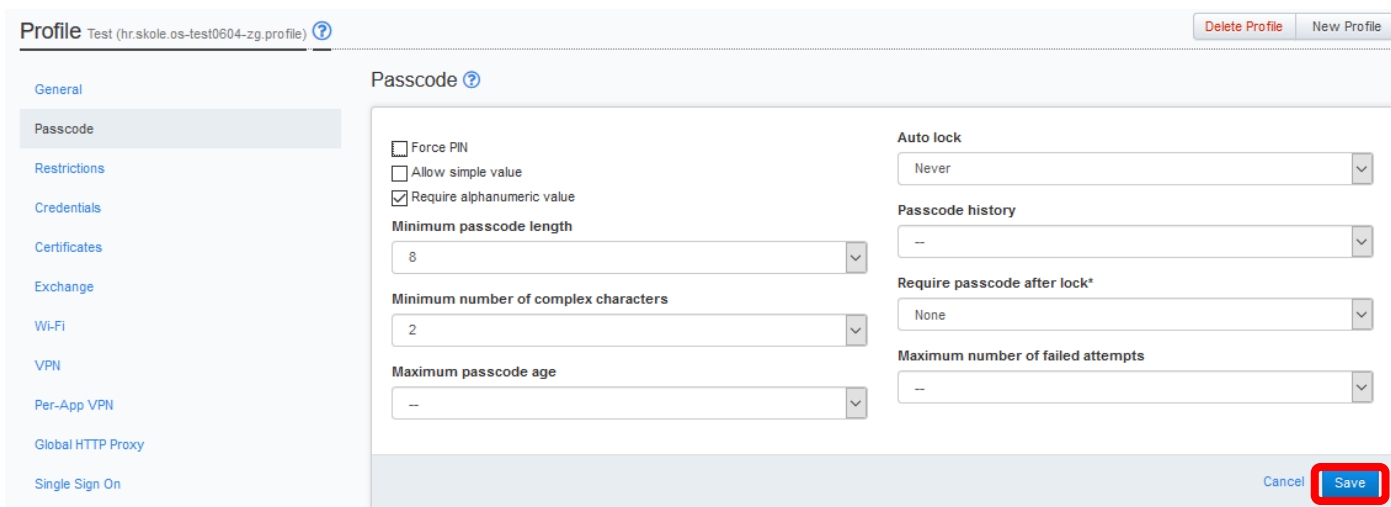 Profile Test (hr.skole.os-test0604-zg.profile) ?
Delete Profile New Profile
General
Passcode
Restrictions
Credentials
Certificates
Exchange
Wi-Fi
VPN
Per-App VPN
Global HTTP Proxy
Single Sign On
Passcode ?
Force PIN
Allow simple value
Require alphanumeric value
Minimum passcode length
8
Minimum number of complex characters
2
Maximum passcode age
--
Auto lock
Never
Passcode history
--
Require passcode after lock*
None
Maximum number of failed attempts
--
Cancel Save